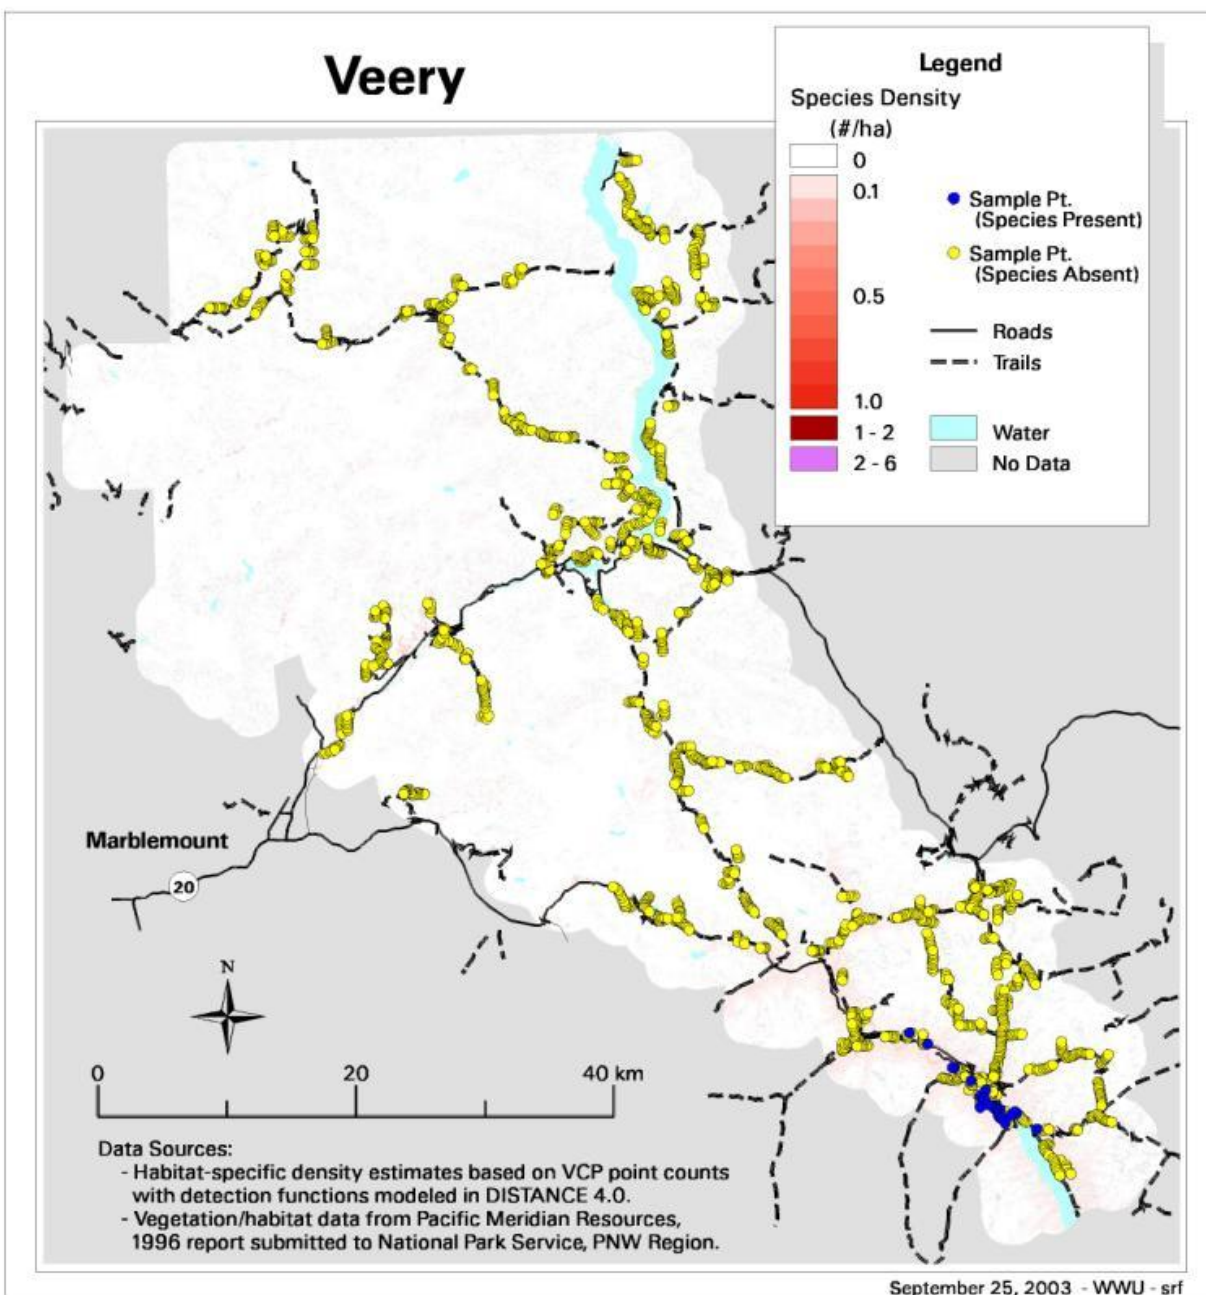 Veery
Legend
Species Density
(#/ha)
0
0.1
0.5
1.0
1 - 2
2 - 6
Sample Pt.
(Species Present)
Sample Pt.
(Species Absent)
Roads
Trails
Water
No Data
Marblemount
20
N
0 20 40 km
Data Sources:
- Habitat-specific density estimates based on VCP point counts
with detection functions modeled in DISTANCE 4.0.
- Vegetation/habitat data from Pacific Meridian Resources,
1996 report submitted to National Park Service, PNW Region.
September 25, 2003 - WWU - srf